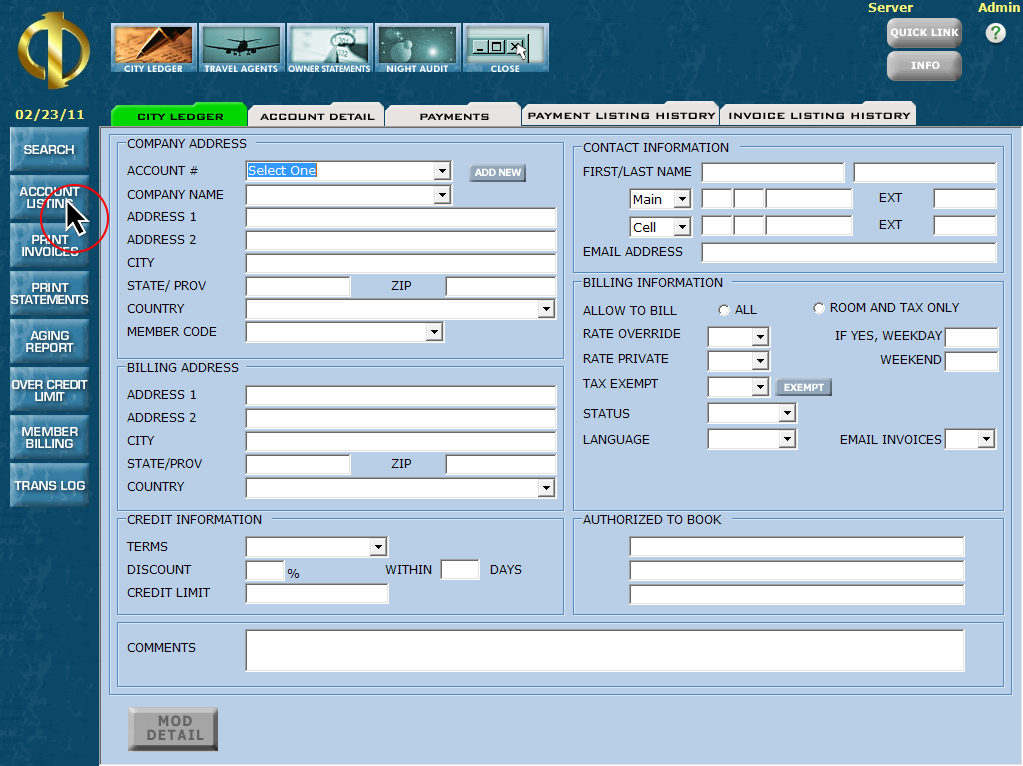 Server Admin
QUICK LINK ?
INFO
CITY LEDGER TRAVEL AGENTS OWNER STATEMENTS NIGHT AUDIT CLOSE
02/23/11
CITY LEDGER ACCOUNT DETAIL PAYMENTS PAYMENT LISTING HISTORY INVOICE LISTING HISTORY
SEARCH
ACCOUNT
LISTING
PRINT
INVOICES
PRINT
STATEMENTS
AGING
REPORT
OVER CREDIT
LIMIT
MEMBER
BILLING
TRANS LOG
COMPANY ADDRESS
ACCOUNT # Select One ADD NEW
COMPANY NAME
ADDRESS 1
ADDRESS 2
CITY
STATE/ PROV ZIP
COUNTRY
MEMBER CODE
BILLING ADDRESS
ADDRESS 1
ADDRESS 2
CITY
STATE/PROV ZIP
COUNTRY
CREDIT INFORMATION
TERMS
DISCOUNT % WITHIN DAYS
CREDIT LIMIT
CONTACT INFORMATION
FIRST/LAST NAME
Main EXT
Cell EXT
EMAIL ADDRESS
BILLING INFORMATION
ALLOW TO BILL ALL ROOM AND TAX ONLY
RATE OVERRIDE IF YES, WEEKDAY
RATE PRIVATE WEEKEND
TAX EXEMPT EXEMPT
STATUS
LANGUAGE EMAIL INVOICES
AUTHORIZED TO BOOK
COMMENTS
MOD
DETAIL